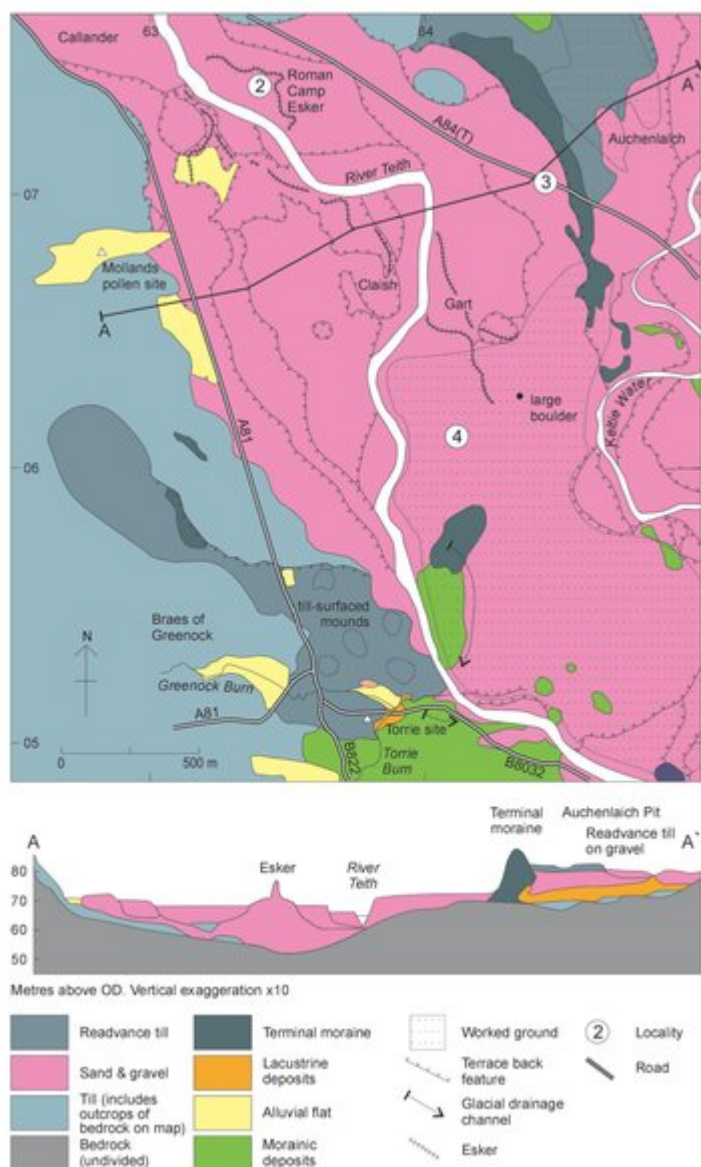 Callander
63
64
2
Roman
Camp
Esker
A84(T)
A`
Auchenlaich
River Teith
3
07
Mollands
pollen site
Claish
Gart
A
large
boulder
Keltie Water
A81
4
06
till-surfaced
mounds
Braes of
Greenock
N
Greenock Burn
A81
Torrie site
05
0
500 m
B822
Torrie
Burn
B8032
Terminal
moraine
Auchenlaich Pit
Readvance till
on gravel
A
A`
Esker
River
Teith
80
70
60
50
Metres above OD. Vertical exaggeration x10
Readvance till
Terminal moraine
Worked ground
2
Locality
Sand & gravel
Lacustrine
deposits
Terrace back
feature
Road
Till (includes
outcrops of
bedrock on map)
Alluvial flat
Glacial drainage
channel
Bedrock
(undivided)
Morainic
deposits
Esker